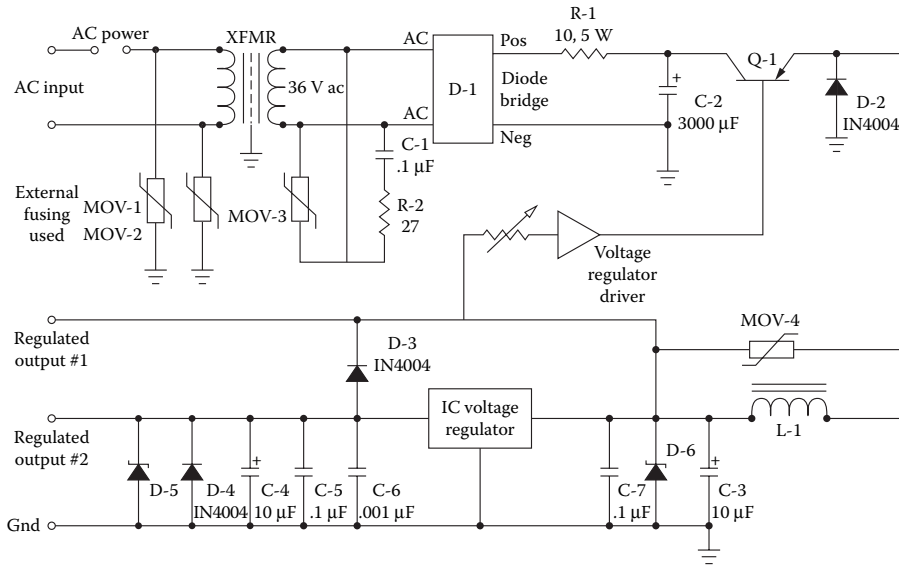 AC power
XFMR
AC
Pos
R-1
10, 5 W
Q-1
AC input
36 V ac
D-1
Diode
bridge
C-2
3000 µF
D-2
IN4004
AC
Neg
C-1
.1 µF
External
fusing
used
MOV-1
MOV-2
MOV-3
R-2
27
Voltage
regulator
driver
Regulated
output #1
MOV-4
D-3
IN4004
IC voltage
regulator
Regulated
output #2
L-1
D-6
D-5
D-4
IN4004
C-4
10 µF
C-5
.1 µF
C-6
.001 µF
C-7
.1 µF
C-3
10 µF
Gnd
+
+
+